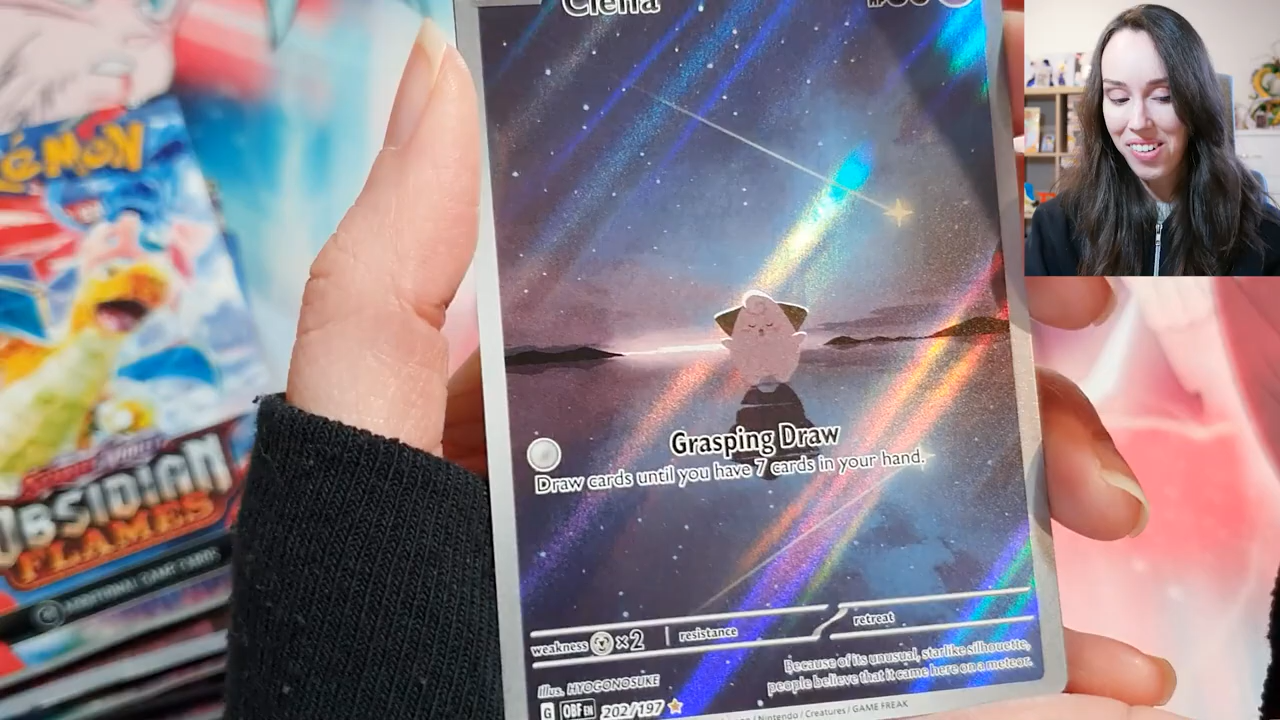 Cleffa
POKÉMON
Grasping Draw
Draw cards until you have 7 cards in your hand.
weakness ×2 resistance retreat
Because of its unusual, starlike silhouette,
people believe that it came here on a meteor.
Illus. HYOGONOSUKE
G OBF EN 202/197
Nintendo / Creatures / GAME FREAK
OBSIDIAN
FLAMES
ADDITIONAL GAME CARDS